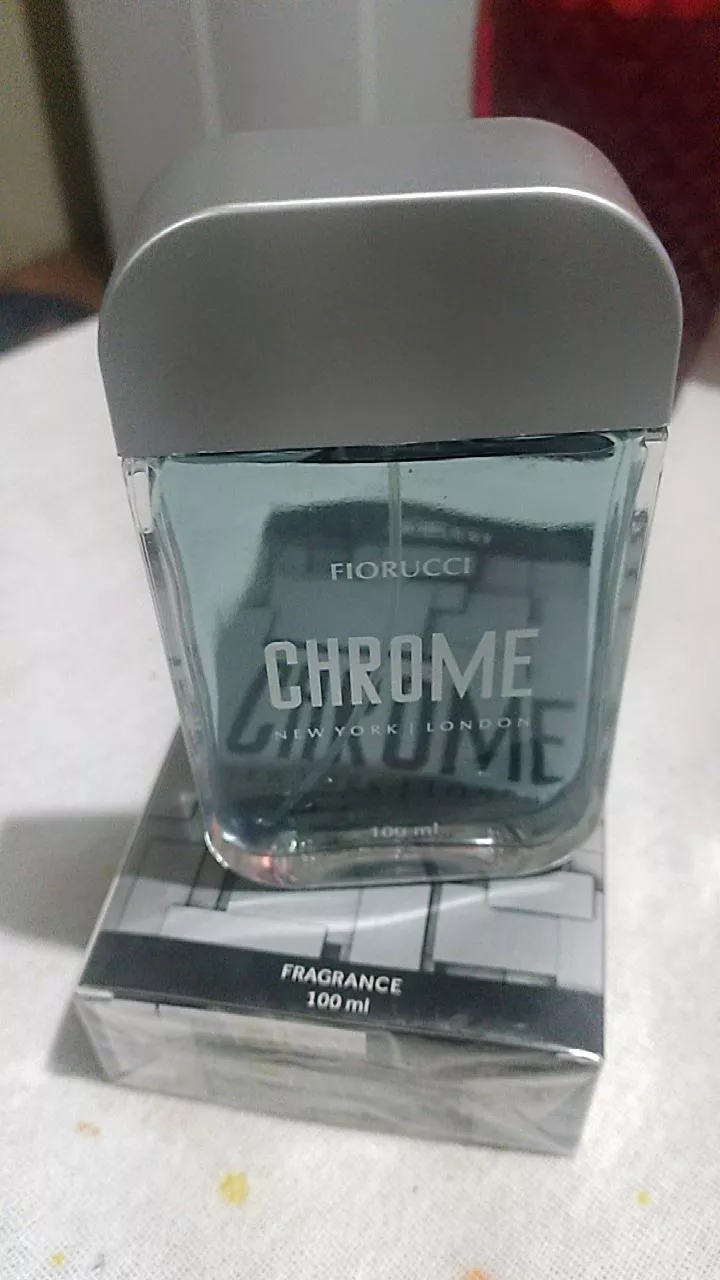 FIORUCCI
CHROME
NEW YORK | LONDON
100 ml
FRAGRANCE
100 ml